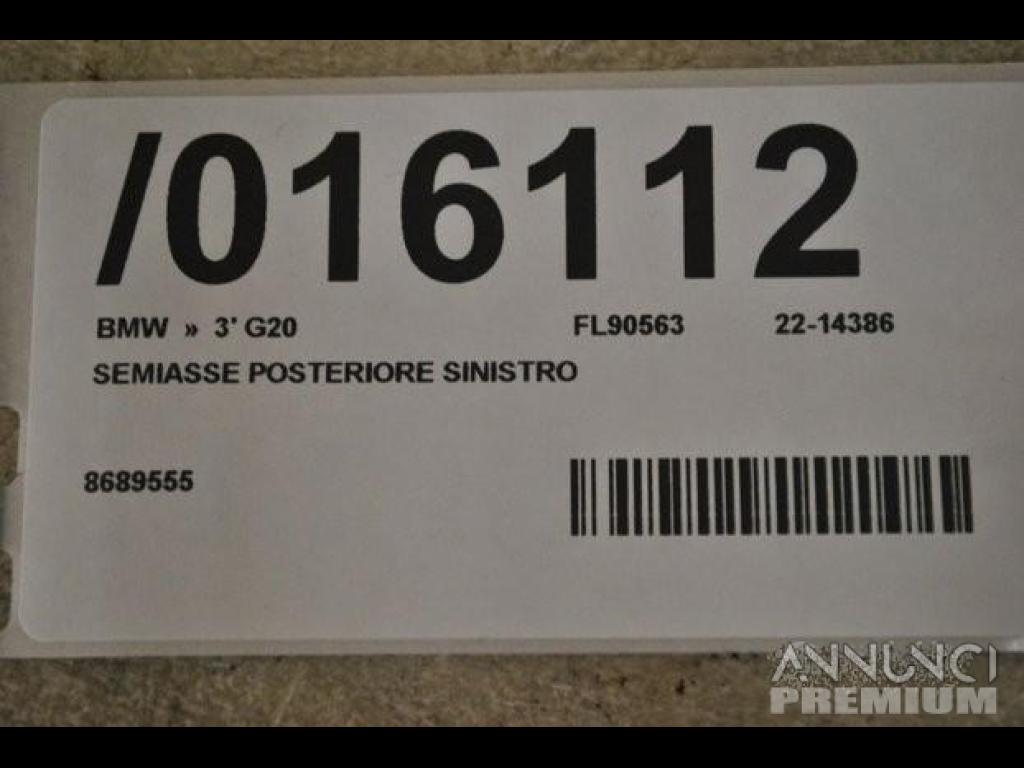 /016112
BMW » 3' G20 FL90563 22-14386
SEMIASSE POSTERIORE SINISTRO
8689555
ANNUNCI
PREMIUM